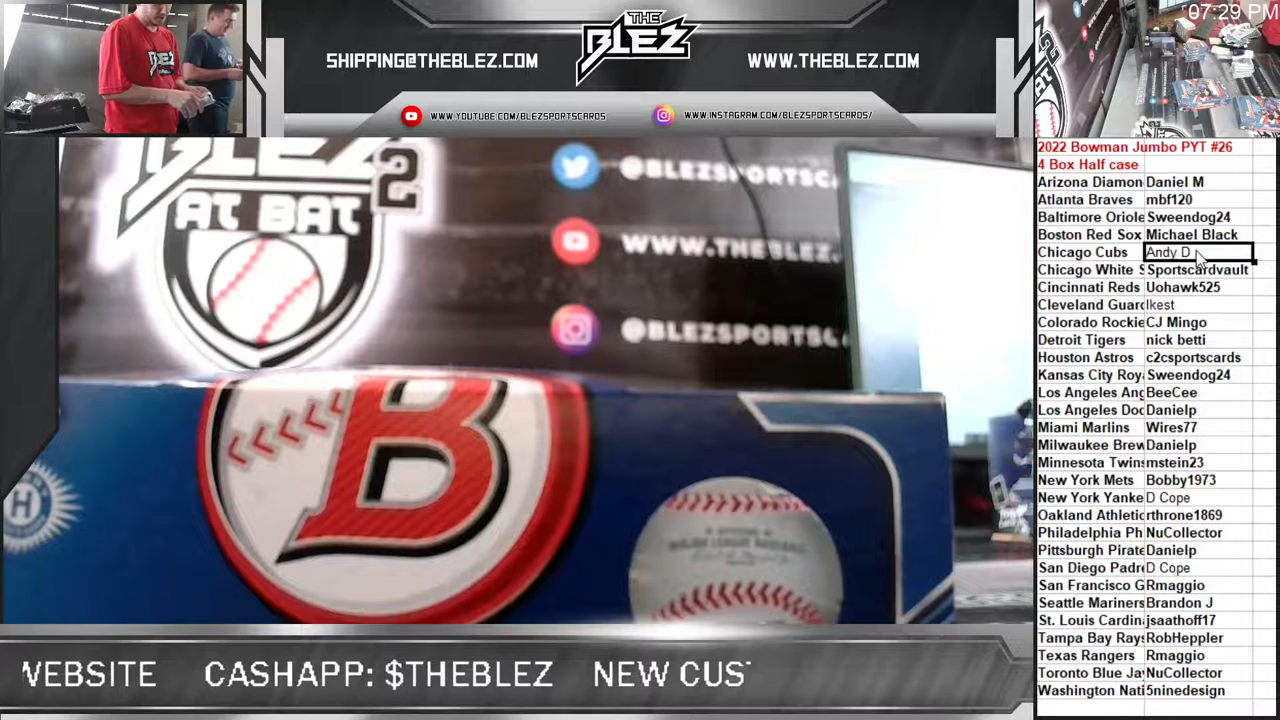 07:29 PM
THE
BLEZ
SHIPPING@THEBLEZ.COM
WWW.THEBLEZ.COM
WWW.YOUTUBE.COM/BLEZSPORTSCARDS
WWW.INSTAGRAM.COM/BLEZSPORTSCARDS/
BLEZ
2
AT BAT
@BLEZSPORTSCA
WWW.THEBLEZ.
@BLEZSPORTSC
B
H
2022 Bowman Jumbo PYT #26
4 Box Half case
Arizona Diamon Daniel M
Atlanta Braves mbf120
Baltimore Oriole Sweendog24
Boston Red Sox Michael Black
Chicago Cubs Andy D
Chicago White S Sportscardvault
Cincinnati Reds Uohawk525
Cleveland Guard Ikest
Colorado Rockie CJ Mingo
Detroit Tigers nick betti
Houston Astros c2csportscards
Kansas City Roy Sweendog24
Los Angeles Ang BeeCee
Los Angeles Dod Danielp
Miami Marlins Wires77
Milwaukee Brew Danielp
Minnesota Twins mstein23
New York Mets Bobby1973
New York Yanke D Cope
Oakland Athletic rthrone1869
Philadelphia Ph NuCollector
Pittsburgh Pirate Danielp
San Diego Padre D Cope
San Francisco G Rmaggio
Seattle Mariners Brandon J
St. Louis Cardina jsaathoff17
Tampa Bay Rays RobHeppler
Texas Rangers Rmaggio
Toronto Blue Ja NuCollector
Washington Nati 5ninedesign
WEBSITE CASHAPP: $THEBLEZ NEW CUS